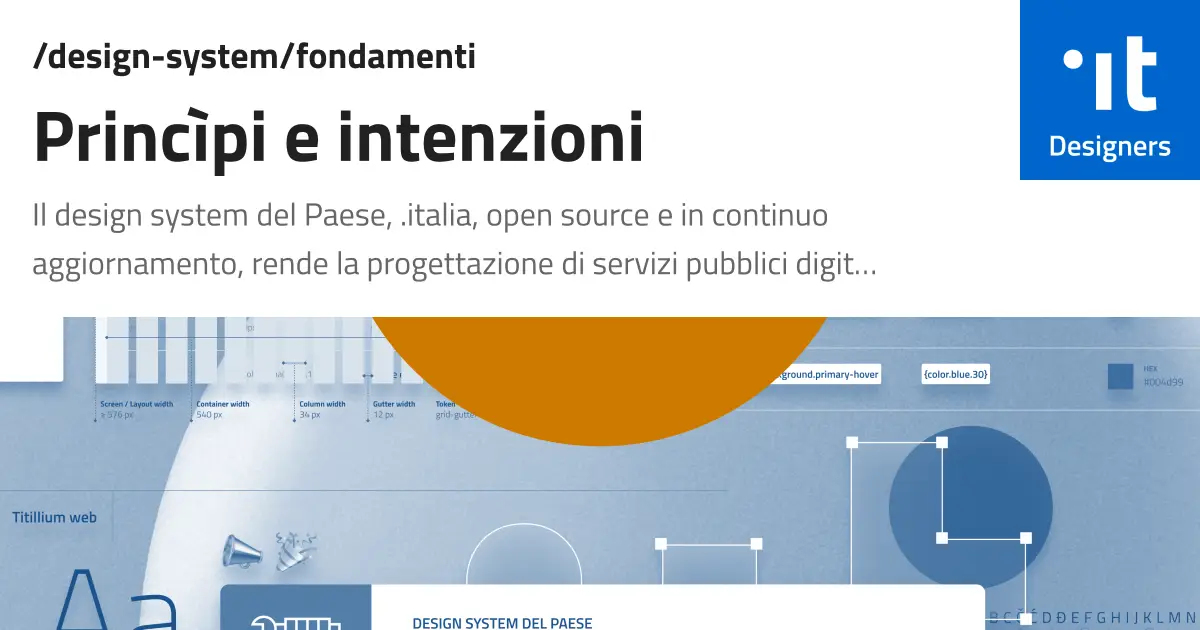 /design-system/fondamenti
Princìpi e intenzioni
Il design system del Paese, .italia, open source e in continuo
aggiornamento, rende la progettazione di servizi pubblici digit...
it
Designers
ground.primary-hover
{color.blue.30}
HEX
#004d99
Screen / Layout width
≥ 576 px
Container width
540 px
Column width
34 px
Gutter width
12 px
Token
grid-gutter
Titillium web
Aa
DESIGN SYSTEM DEL PAESE
B C Č Ć D Đ E F G H I J K L M N